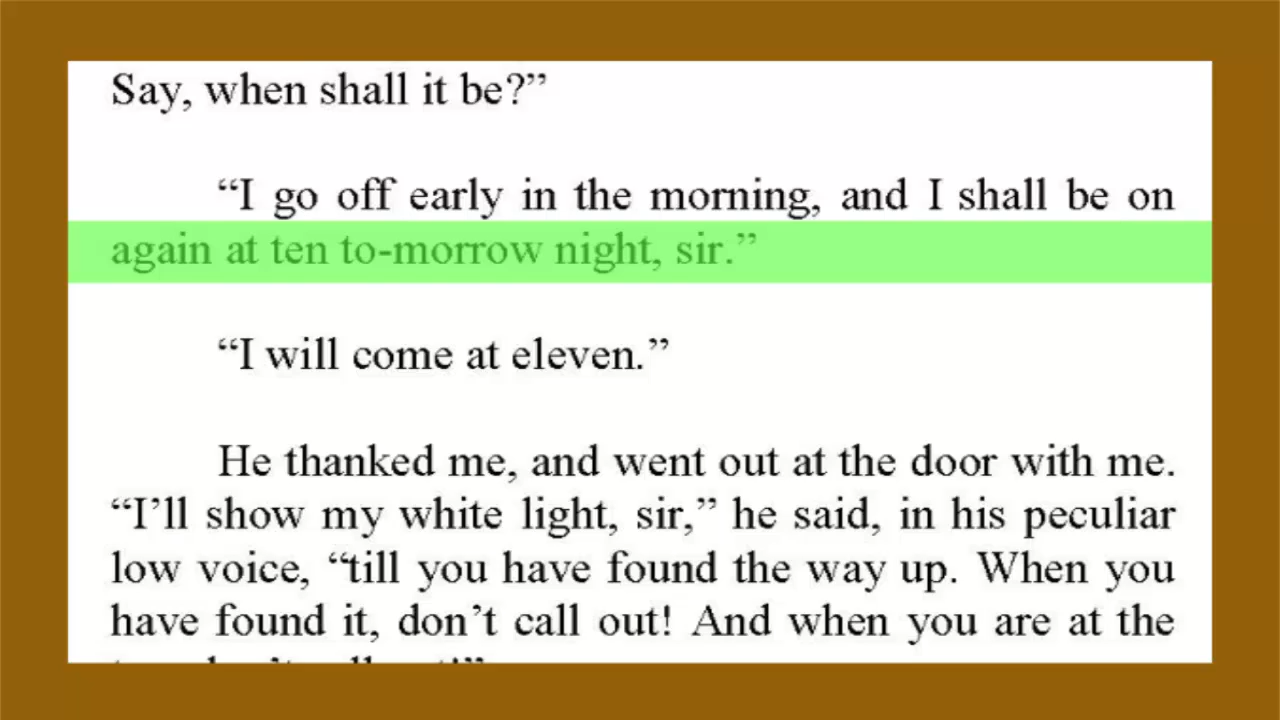 Say, when shall it be?”
“I go off early in the morning, and I shall be on
again at ten to-morrow night, sir.”
“I will come at eleven.”
He thanked me, and went out at the door with me.
“I’ll show my white light, sir,” he said, in his peculiar
low voice, “till you have found the way up. When you
have found it, don’t call out! And when you are at the